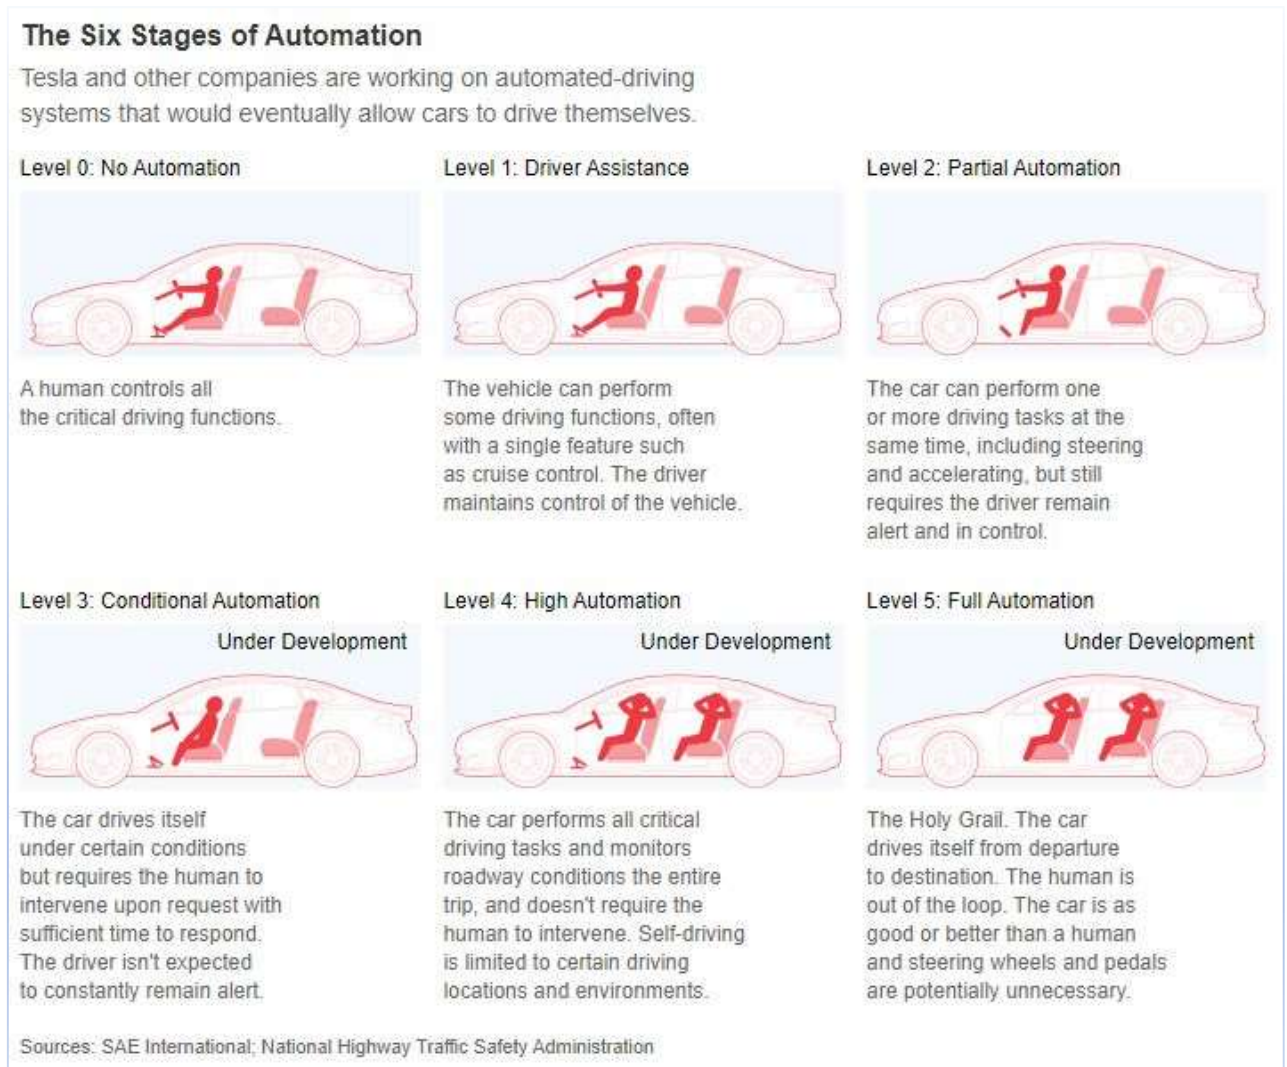 The Six Stages of Automation
Tesla and other companies are working on automated-driving
systems that would eventually allow cars to drive themselves.
Level 0: No Automation
A human controls all
the critical driving functions.
Level 1: Driver Assistance
The vehicle can perform
some driving functions, often
with a single feature such
as cruise control. The driver
maintains control of the vehicle.
Level 2: Partial Automation
The car can perform one
or more driving tasks at the
same time, including steering
and accelerating, but still
requires the driver remain
alert and in control.
Level 3: Conditional Automation
Under Development
The car drives itself
under certain conditions
but requires the human to
intervene upon request with
sufficient time to respond.
The driver isn't expected
to constantly remain alert.
Level 4: High Automation
Under Development
The car performs all critical
driving tasks and monitors
roadway conditions the entire
trip, and doesn't require the
human to intervene. Self-driving
is limited to certain driving
locations and environments.
Level 5: Full Automation
Under Development
The Holy Grail. The car
drives itself from departure
to destination. The human is
out of the loop. The car is as
good or better than a human
and steering wheels and pedals
are potentially unnecessary.
Sources: SAE International; National Highway Traffic Safety Administration